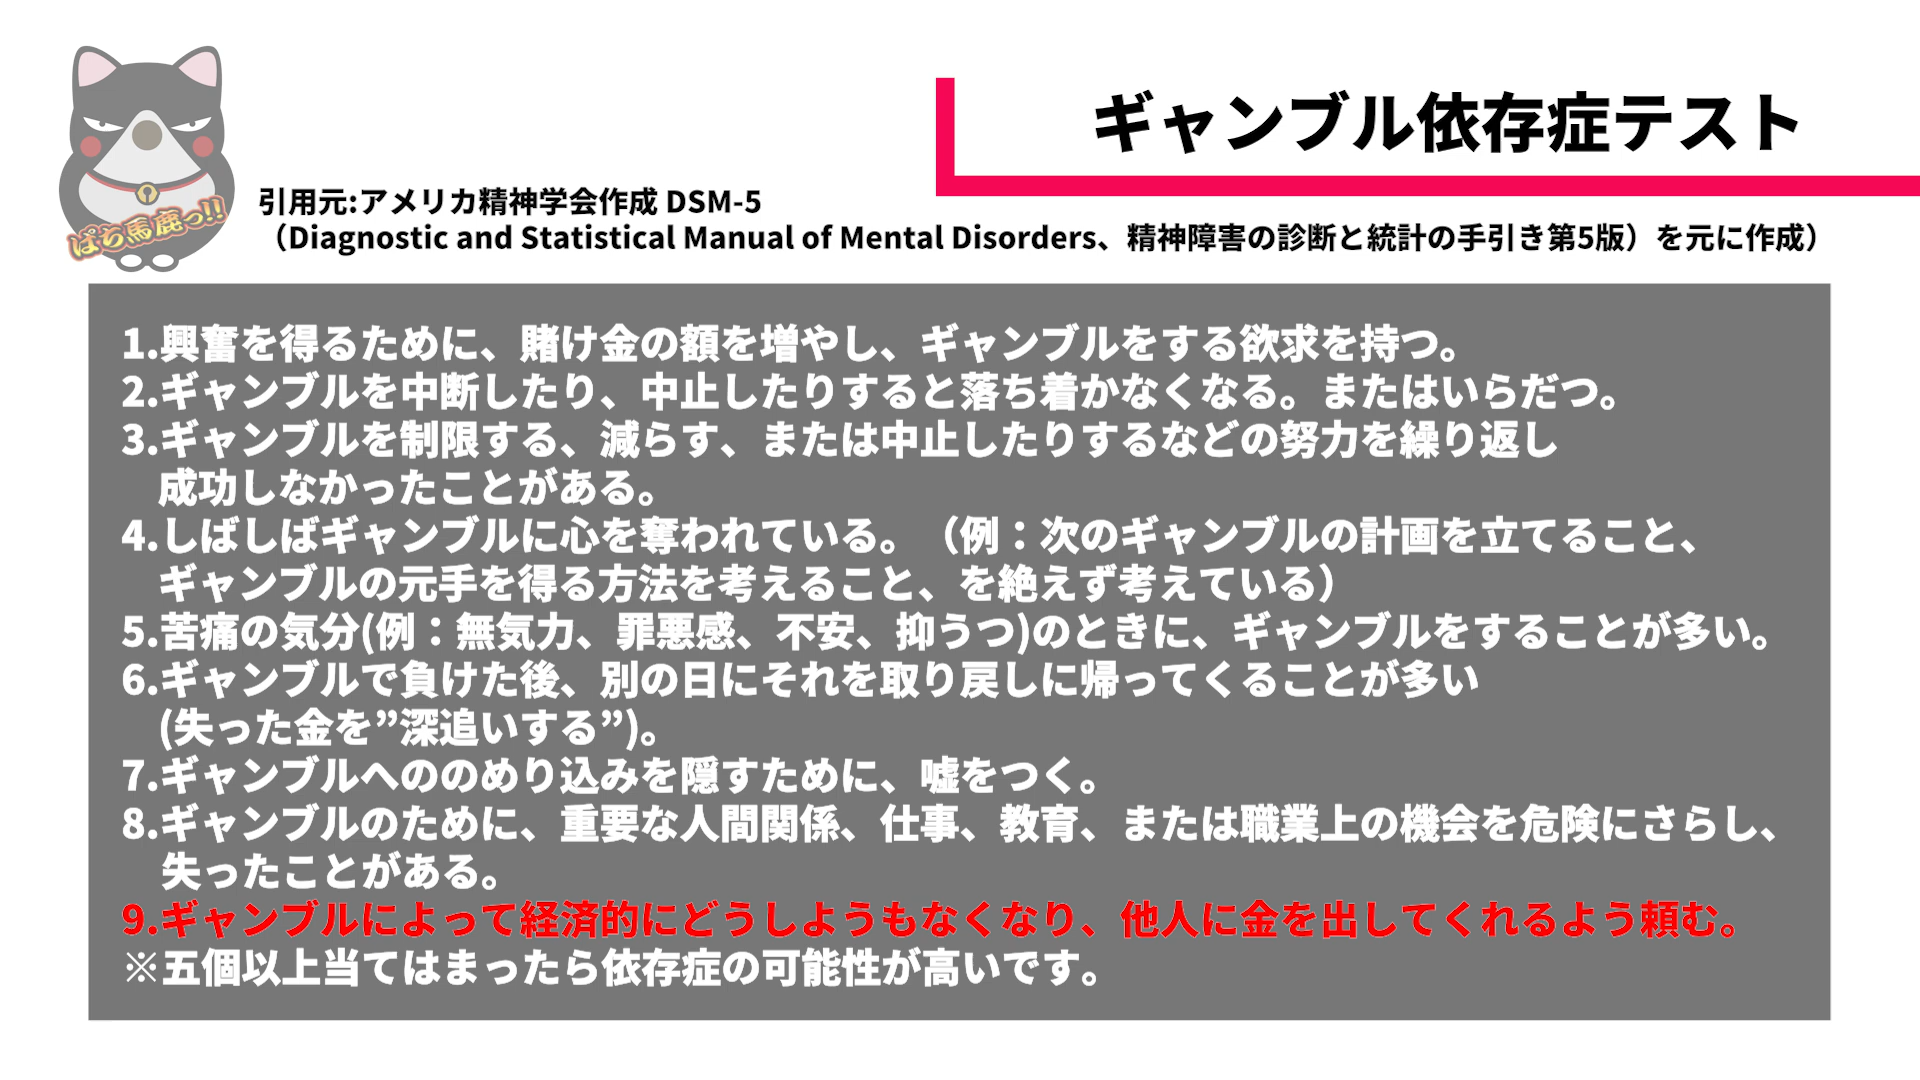 ギャンブル依存症テスト
引用元:アメリカ精神学会作成 DSM-5
（Diagnostic and Statistical Manual of Mental Disorders、精神障害の診断と統計の手引き第5版）を元に作成）
ぱち馬鹿っ!!
1.興奮を得るために、賭け金の額を増やし、ギャンブルをする欲求を持つ。
2.ギャンブルを中断したり、中止したりすると落ち着かなくなる。またはいらだつ。
3.ギャンブルを制限する、減らす、または中止したりするなどの努力を繰り返し
成功しなかったことがある。
4.しばしばギャンブルに心を奪われている。（例：次のギャンブルの計画を立てること、
ギャンブルの元手を得る方法を考えること、を絶えず考えている）
5.苦痛の気分(例：無気力、罪悪感、不安、抑うつ)のときに、ギャンブルをすることが多い。
6.ギャンブルで負けた後、別の日にそれを取り戻しに帰ってくることが多い
(失った金を”深追いする”)。
7.ギャンブルへののめり込みを隠すために、嘘をつく。
8.ギャンブルのために、重要な人間関係、仕事、教育、または職業上の機会を危険にさらし、
失ったことがある。
9.ギャンブルによって経済的にどうしようもなくなり、他人に金を出してくれるよう頼む。
※五個以上当てはまったら依存症の可能性が高いです。